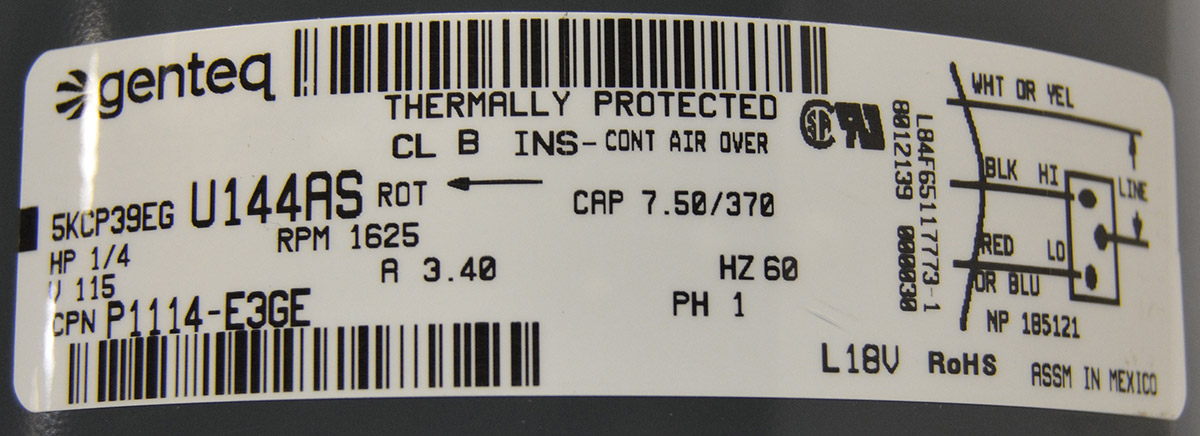 genteq
THERMALLY PROTECTED
CL B INS- CONT AIR OVER
5KCP39EG U144AS ROT
CAP 7.50/370
HP 1/4
RPM 1625
V 115
A 3.40
HZ 60
CPN P1114-E3GE
PH 1
L84F65117773-1
8012139 0000030
WHT OR YEL
BLK HI
LINE
RED LO
OR BLU
NP 185121
L18V RoHS ASSM IN MEXICO